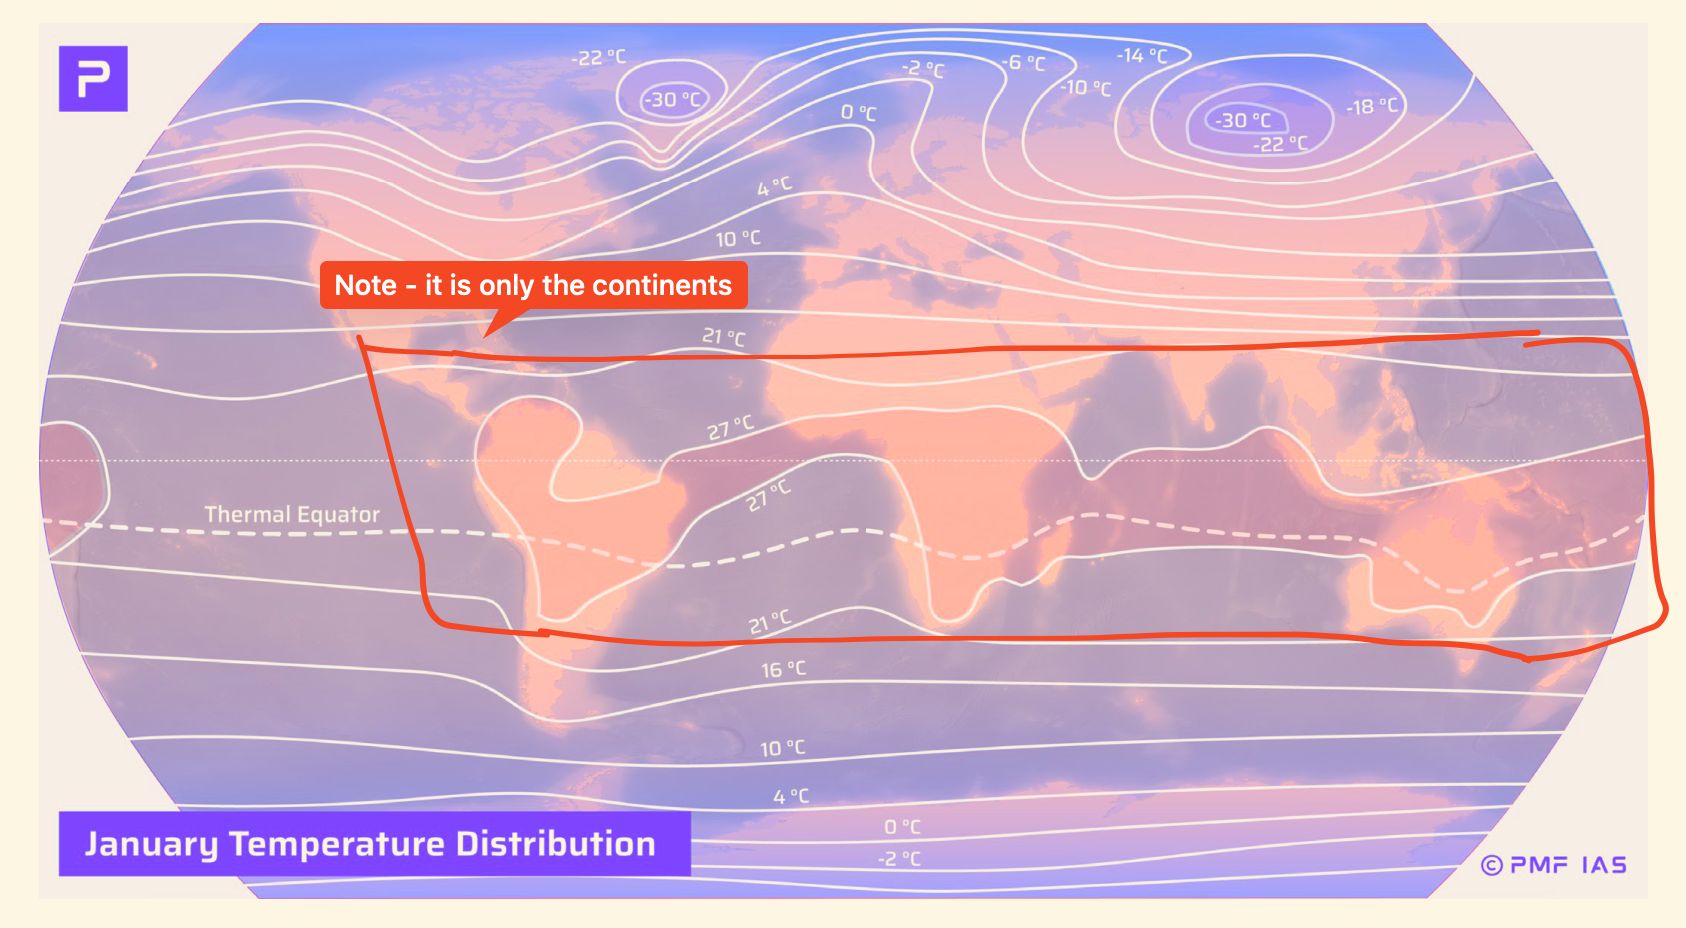 P
-22 °C
-30 °C
-2 °C
-6 °C
-14 °C
-10 °C
-18 °C
0 °C
-30 °C
-22 °C
4 °C
10 °C
Note - it is only the continents
21 °C
27 °C
27 °C
Thermal Equator
21 °C
16 °C
10 °C
4 °C
0 °C
-2 °C
January Temperature Distribution
© PMF IAS